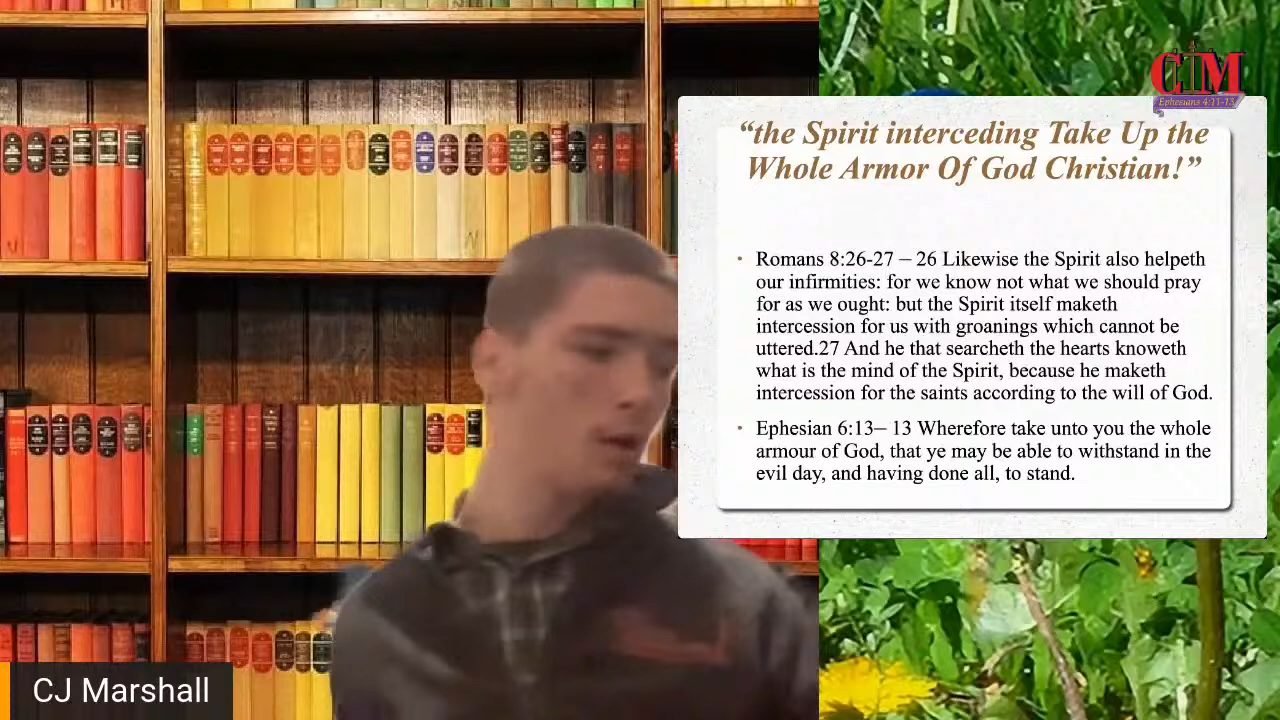 CIM
Ephesians 4:11-13
“the Spirit interceding Take Up the
Whole Armor Of God Christian!”
• Romans 8:26-27 – 26 Likewise the Spirit also helpeth
our infirmities: for we know not what we should pray
for as we ought: but the Spirit itself maketh
intercession for us with groanings which cannot be
uttered.27 And he that searcheth the hearts knoweth
what is the mind of the Spirit, because he maketh
intercession for the saints according to the will of God.
• Ephesian 6:13– 13 Wherefore take unto you the whole
armour of God, that ye may be able to withstand in the
evil day, and having done all, to stand.
CJ Marshall